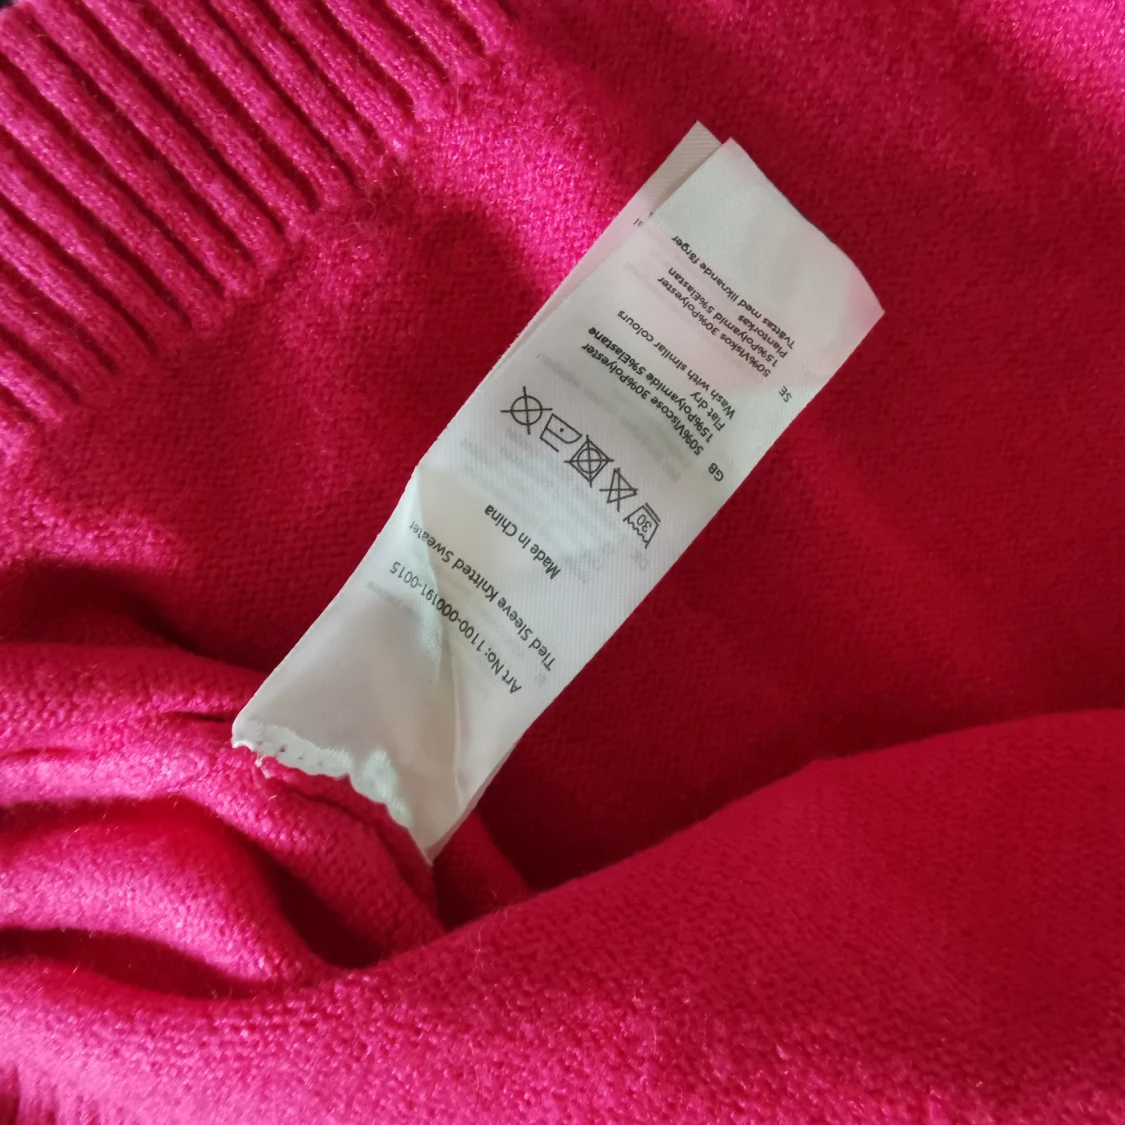 Art No; 1100-000191-0015
Tied Sleeve Knitted Sweater
Made In China
30
GB
50%Viscose 30%Polyester
15%Polyamide 5%Elastane
Flat dry
Wash with similar colours
SE
50%Viskos 30%Polyester
15%Polyamid 5%Elastan
Plantorkas
Tvättas med liknande färger